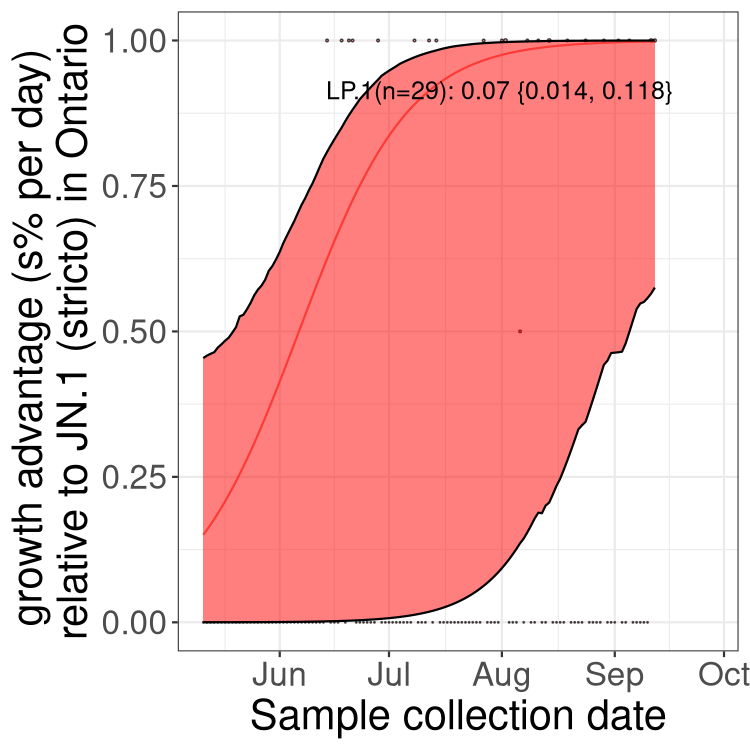 growth advantage (s% per day)
relative to JN.1 (stricto) in Ontario
1.00
0.75
0.50
0.25
0.00
LP.1(n=29): 0.07 {0.014, 0.118}
Jun Jul Aug Sep Oct
Sample collection date